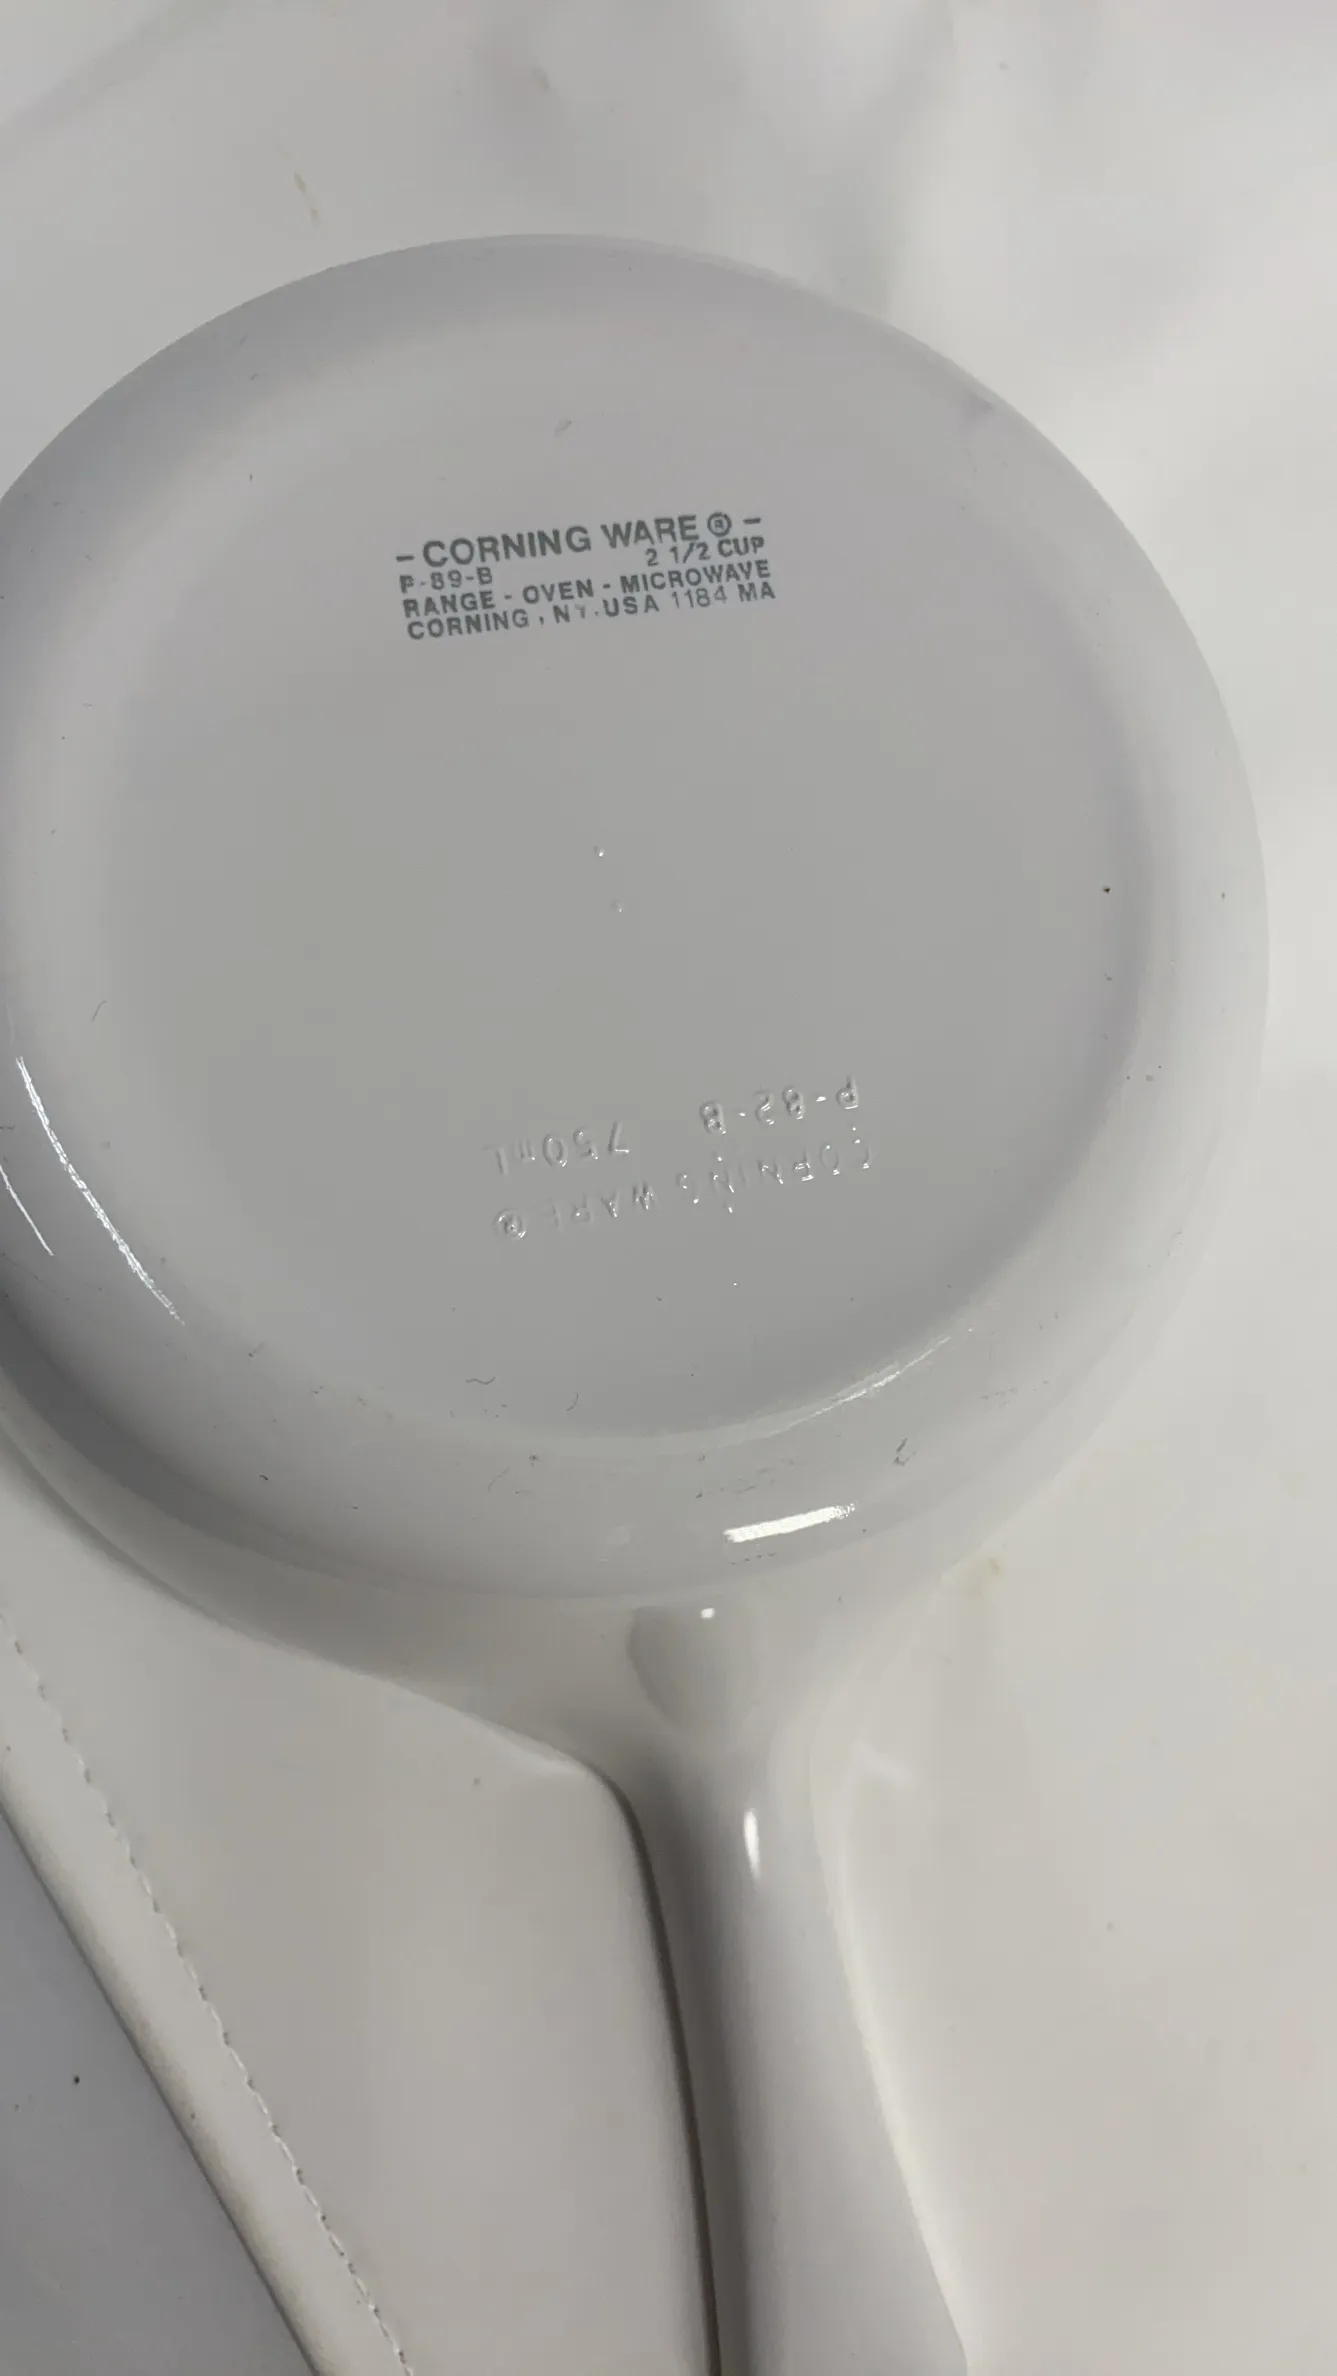 - CORNING WARE ® -
P-89-B 2 1/2 CUP
RANGE - OVEN - MICROWAVE
CORNING , NY. USA 1184 MA
CORNING WARE ®
P-82-B 750mL